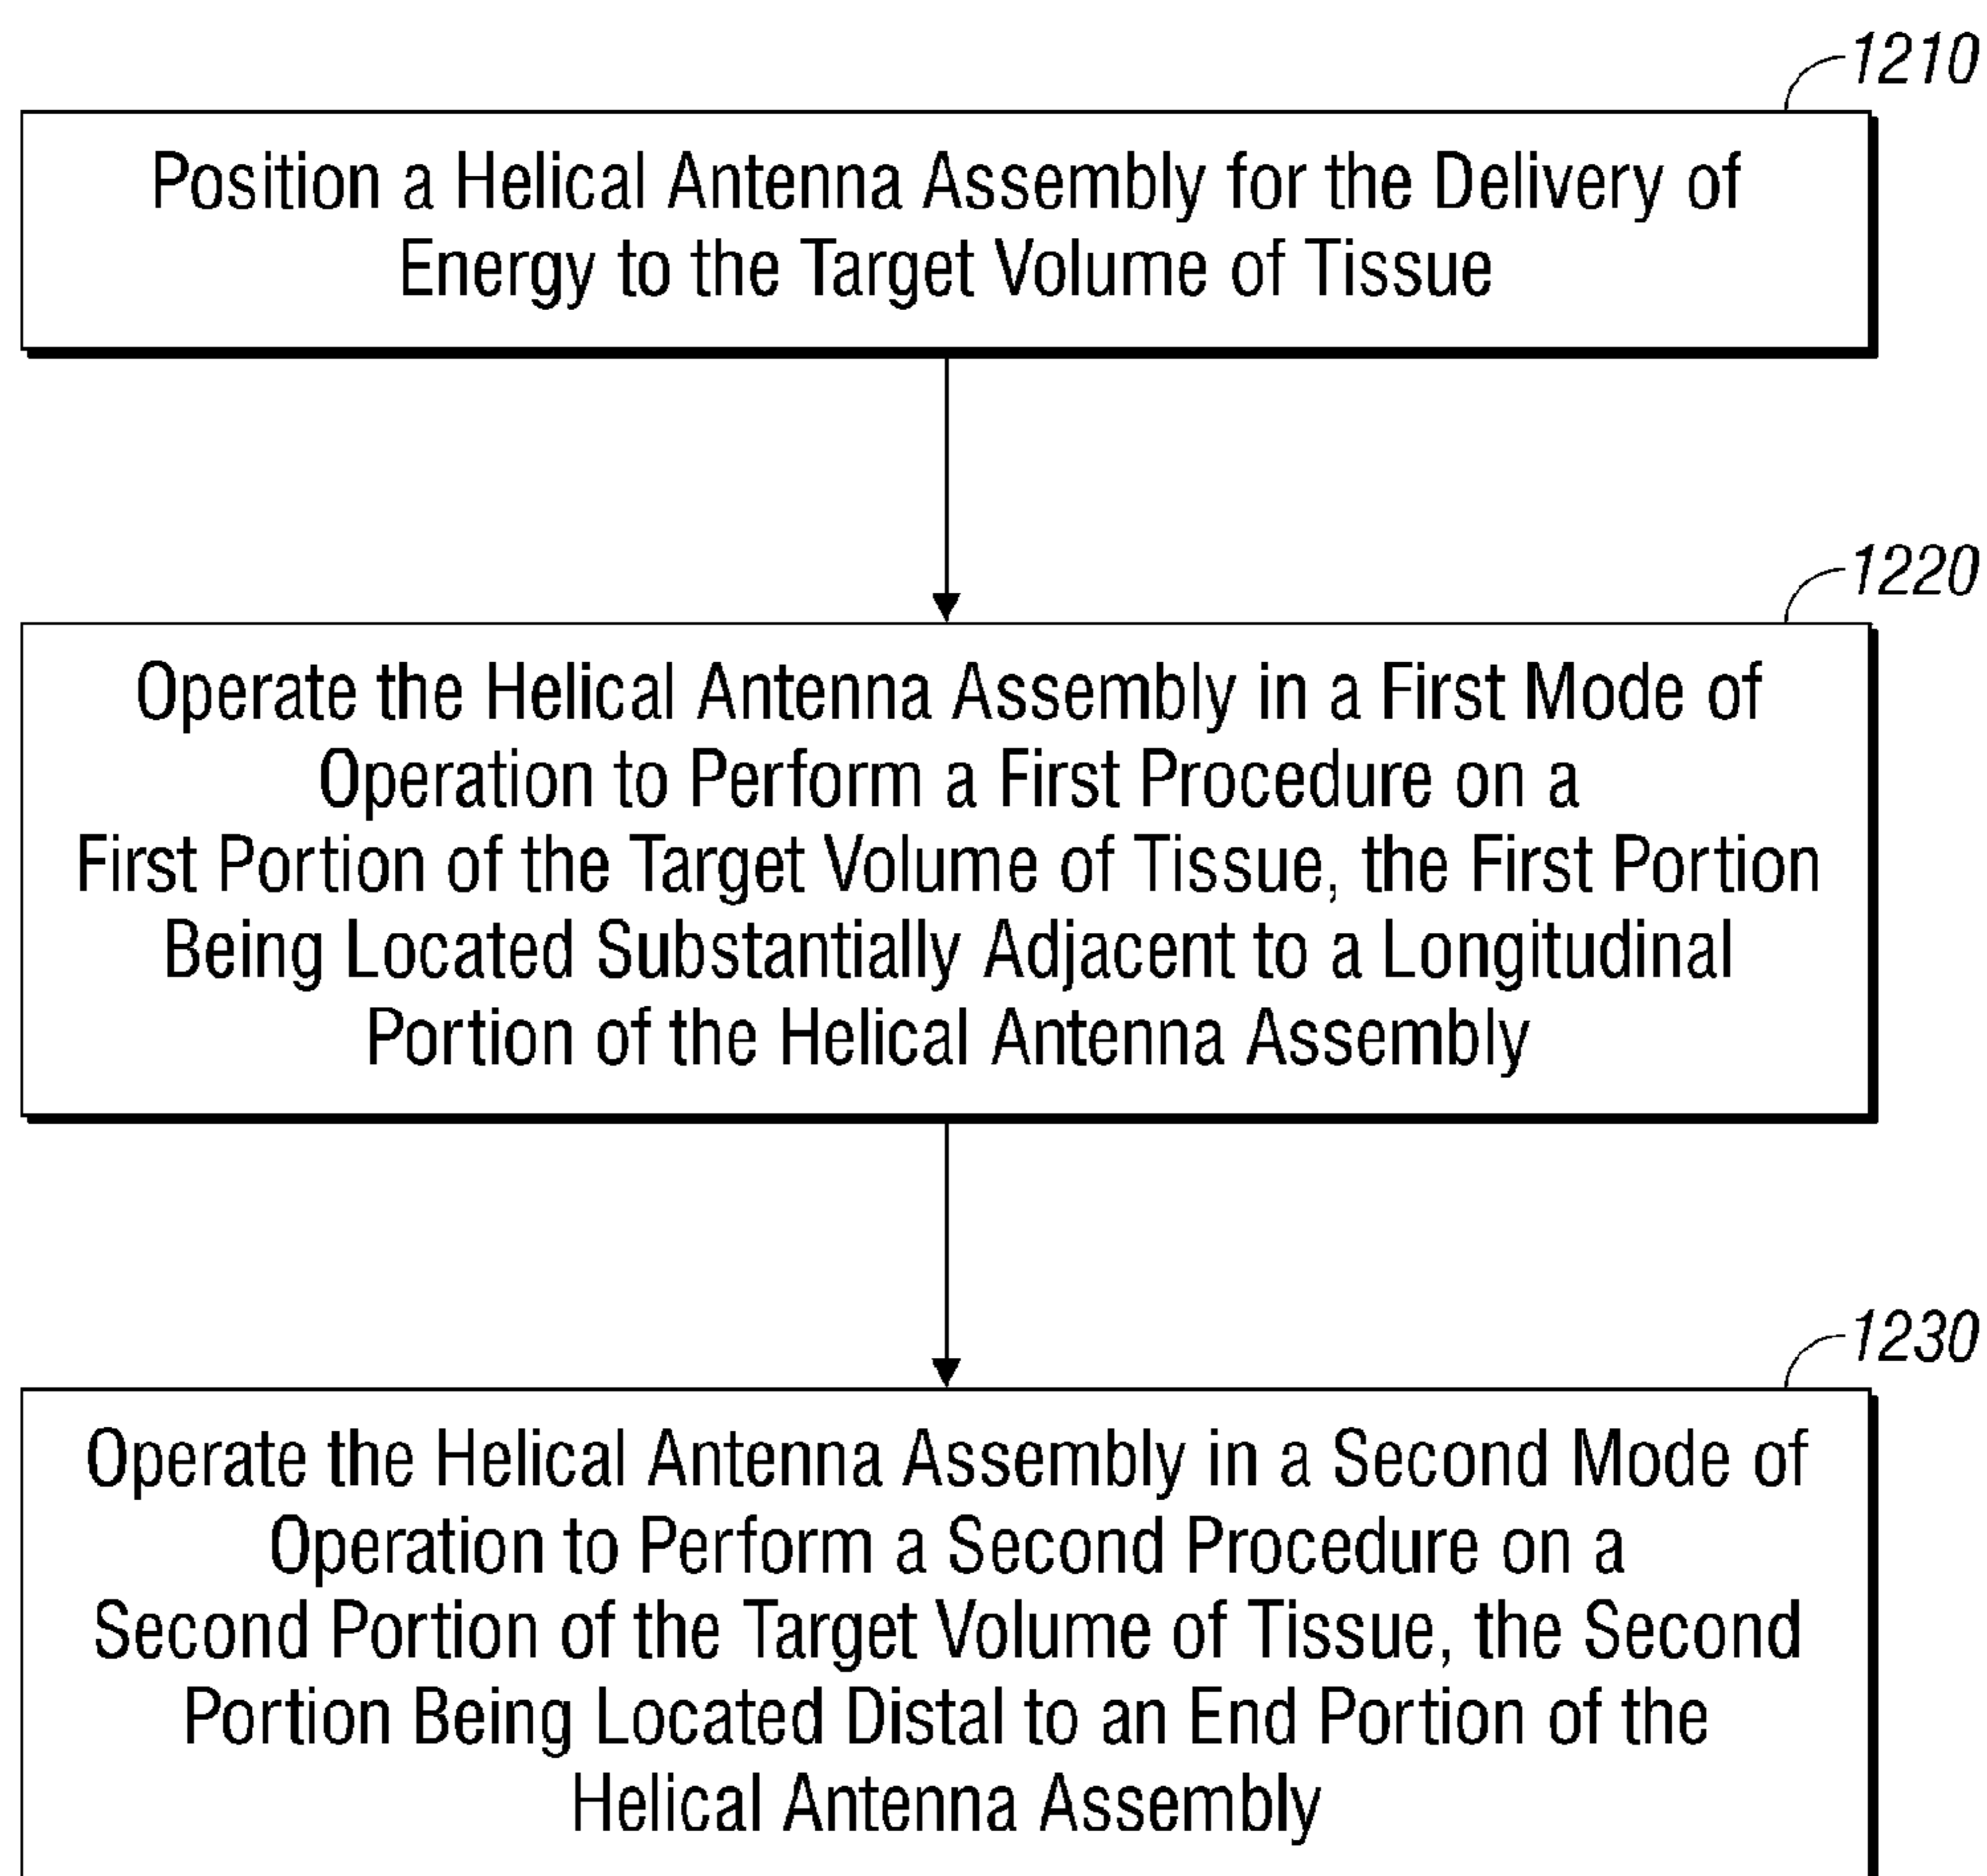 1210
Position a Helical Antenna Assembly for the Delivery of
Energy to the Target Volume of Tissue
1220
Operate the Helical Antenna Assembly in a First Mode of
Operation to Perform a First Procedure on a
First Portion of the Target Volume of Tissue, the First Portion
Being Located Substantially Adjacent to a Longitudinal
Portion of the Helical Antenna Assembly
1230
Operate the Helical Antenna Assembly in a Second Mode of
Operation to Perform a Second Procedure on a
Second Portion of the Target Volume of Tissue, the Second
Portion Being Located Distal to an End Portion of the
Helical Antenna Assembly